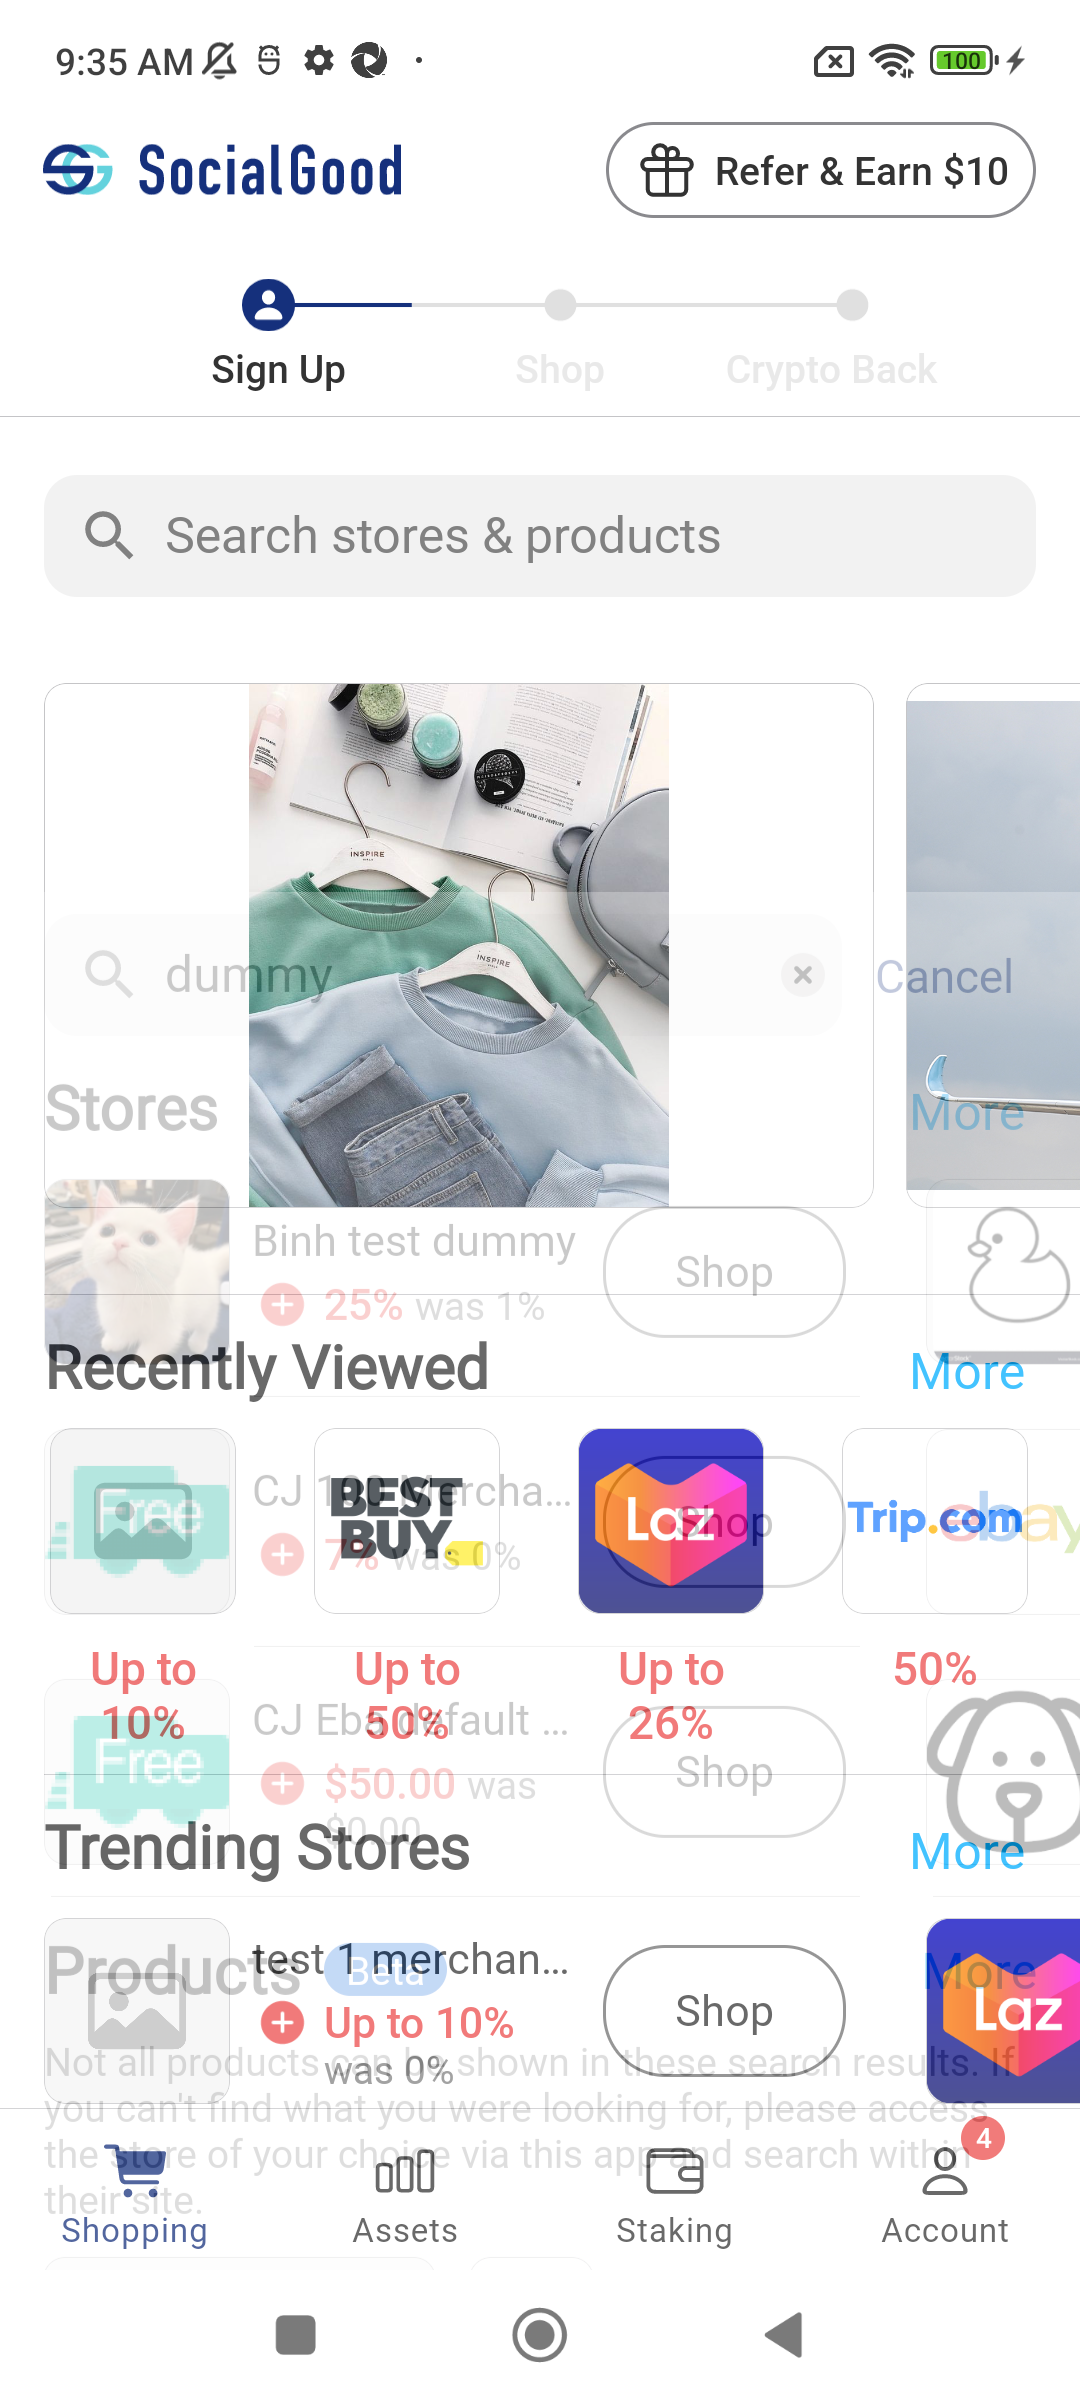 9:35 AM
100
SocialGood
Refer & Earn $10
Sign Up
Shop
Crypto Back
Search stores & products
INSPIRE
INSPIRE
dummy
Cancel
Stores
More
Binh test dummy
25% was 1%
Shop
Recently Viewed
More
Free
CJ 1
Mercha...
7% was 0%
BEST
BUY
Laz
Shop
Trip.com
ebay
Up to
10%
Up to
50%
Up to
26%
50%
Free
CJ Eba default ...
$50.00 was
$0.00
Shop
Trending Stores
More
Products
Beta
More
test 1 merchan...
Up to 10%
was 0%
Shop
Laz
Not all products can be shown in these search results. If
you can't find what you were looking for, please access
the store of your choice via this app and search within
their site.
4
Shopping
Assets
Staking
Account